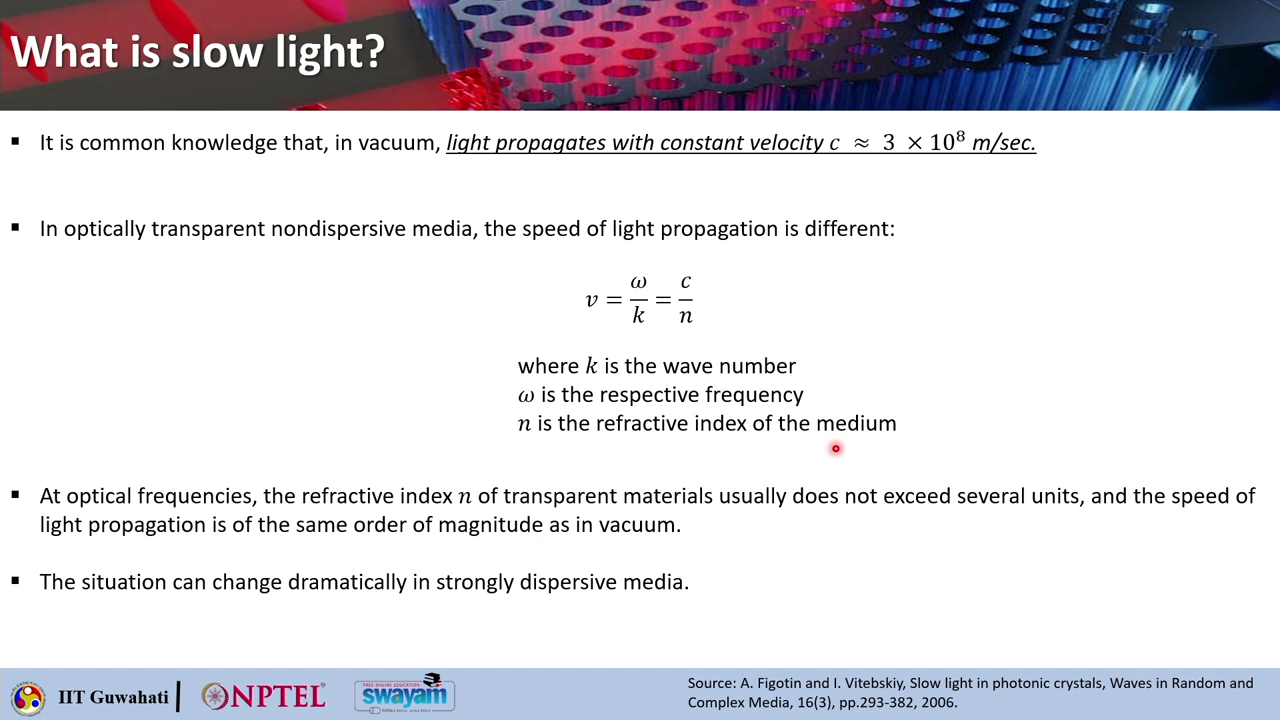 What is slow light?
▪ It is common knowledge that, in vacuum, light propagates with constant velocity c ≈ 3 × 10⁸ m/sec.
▪ In optically transparent nondispersive media, the speed of light propagation is different:
v = ω/k = c/n
where k is the wave number
ω is the respective frequency
n is the refractive index of the medium
▪ At optical frequencies, the refractive index n of transparent materials usually does not exceed several units, and the speed of
light propagation is of the same order of magnitude as in vacuum.
▪ The situation can change dramatically in strongly dispersive media.
IIT Guwahati
NPTEL
FREE ONLINE EDUCATION
swayam
Source: A. Figotin ad I. Vitebskiy, Slow light in photonic crystals, Waves in Random and
Complex Media, 16(3), pp.293-382, 2006.